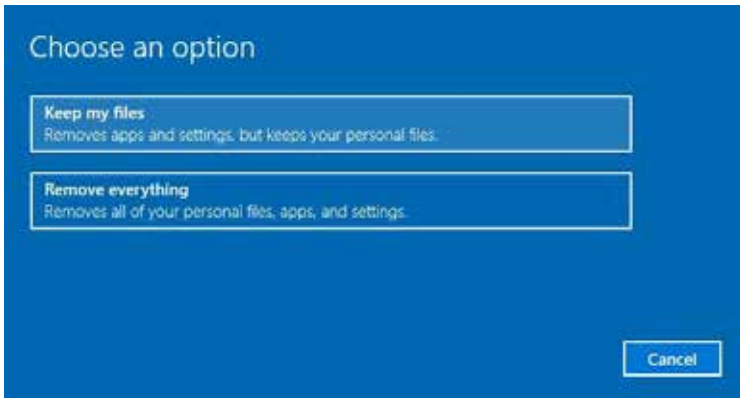 Choose an option
Keep my files
Removes apps and settings, but keeps your personal files.
Remove everything
Removes all of your personal files, apps, and settings.
Cancel